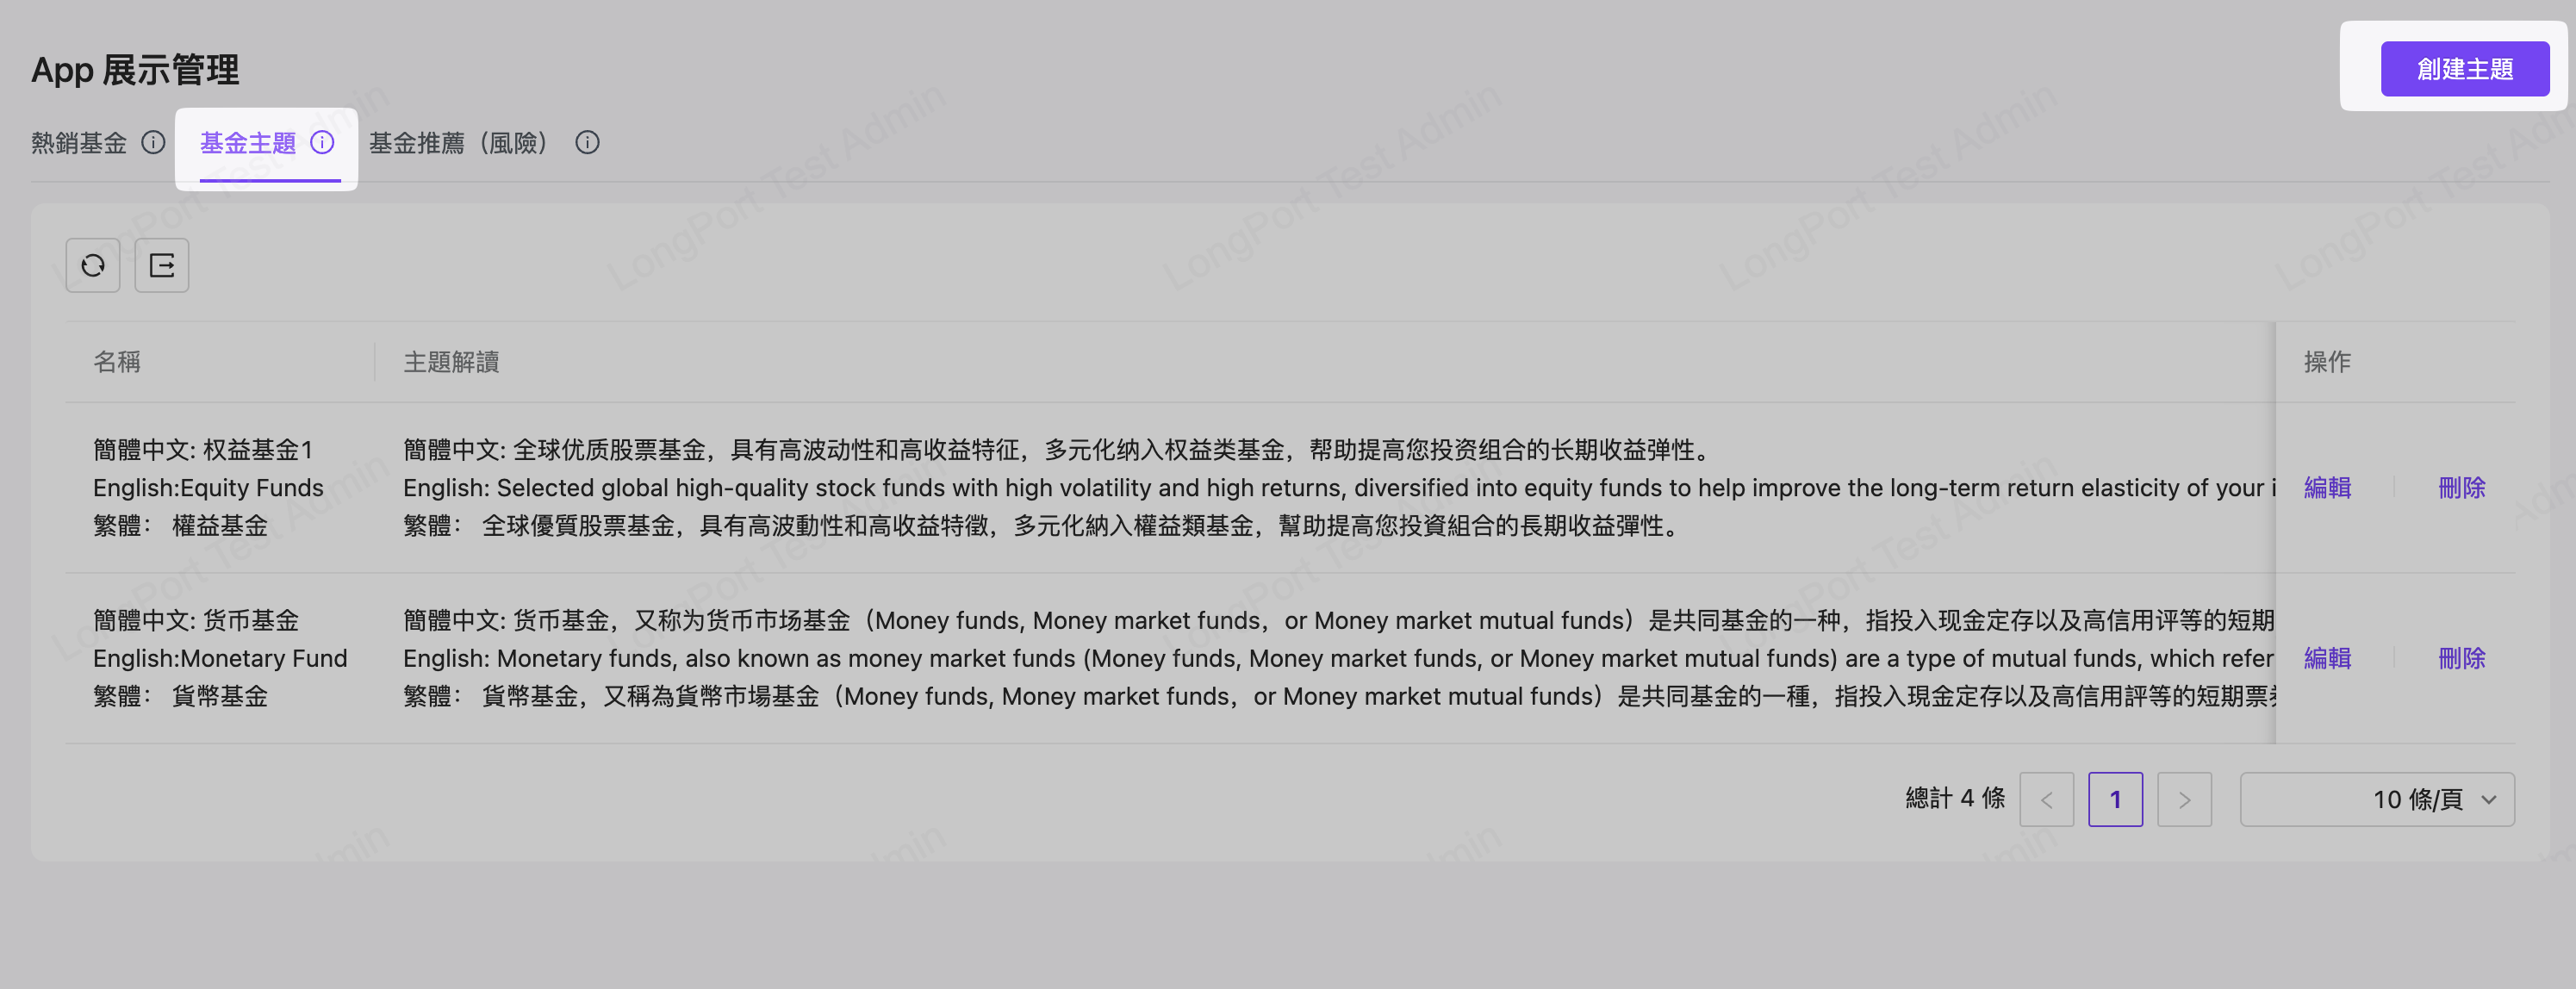 App 展示管理
創建主題
熱銷基金
基金主題
基金推薦（風險）
名稱
主題解讀
操作
簡體中文: 权益基金1
English:Equity Funds
繁體： 權益基金
簡體中文: 全球优质股票基金，具有高波动性和高收益特征，多元化纳入权益类基金，帮助提高您投资组合的长期收益弹性。
English: Selected global high-quality stock funds with high volatility and high returns, diversified into equity funds to help improve the long-term return elasticity of your i
繁體： 全球優質股票基金，具有高波動性和高收益特徵，多元化納入權益類基金，幫助提高您投資組合的長期收益彈性。
編輯
刪除
簡體中文: 货币基金
English:Monetary Fund
繁體： 貨幣基金
簡體中文: 货币基金，又称为货币市场基金（Money funds, Money market funds，or Money market mutual funds）是共同基金的一种，指投入现金定存以及高信用评等的短期
English: Monetary funds, also known as money market funds (Money funds, Money market funds, or Money market mutual funds) are a type of mutual funds, which refer
繁體： 貨幣基金，又稱為貨幣市場基金（Money funds, Money market funds，or Money market mutual funds）是共同基金的一種，指投入現金定存以及高信用評等的短期票
編輯
刪除
總計 4 條
1
10 條/頁
LongPort Test Admin